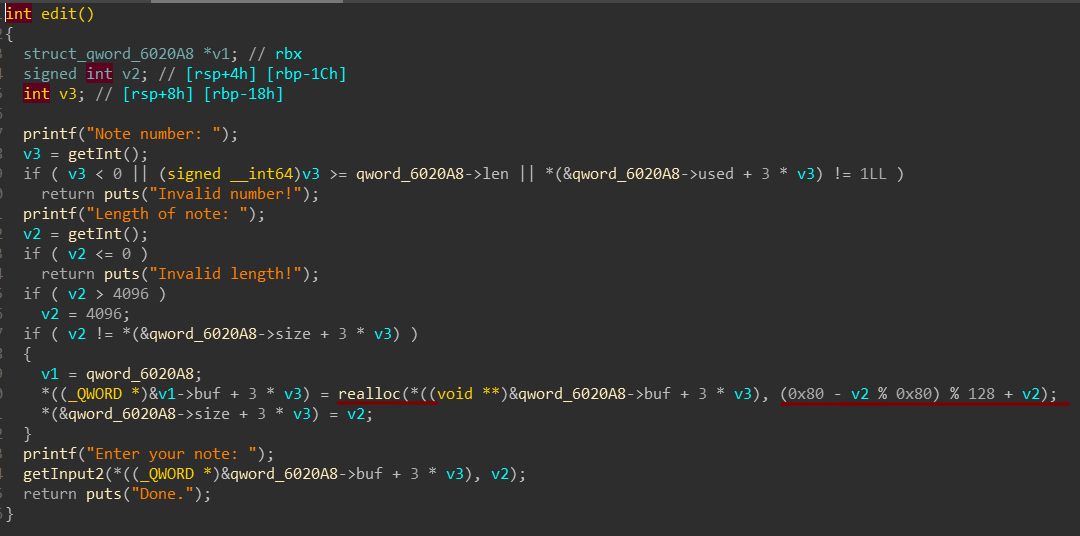 int edit()
{
  struct_qword_6020A8 *v1; // rbx
  signed int v2; // [rsp+4h] [rbp-1Ch]
  int v3; // [rsp+8h] [rbp-18h]
  printf("Note number: ");
  v3 = getInt();
  if ( v3 < 0 || (signed __int64)v3 >= qword_6020A8->len || *(&qword_6020A8->used + 3 * v3) != 1LL )
    return puts("Invalid number!");
  printf("Length of note: ");
  v2 = getInt();
  if ( v2 <= 0 )
    return puts("Invalid length!");
  if ( v2 > 4096 )
    v2 = 4096;
  if ( v2 != *(&qword_6020A8->size + 3 * v3) )
  {
    v1 = qword_6020A8;
    *((_QWORD *)&v1->buf + 3 * v3) = realloc(*((void **)&qword_6020A8->buf + 3 * v3), (0x80 - v2 % 0x80) % 128 + v2);
    *(&qword_6020A8->size + 3 * v3) = v2;
  }
  printf("Enter your note: ");
  getInput2(*((_QWORD *)&qword_6020A8->buf + 3 * v3), v2);
  return puts("Done.");
}